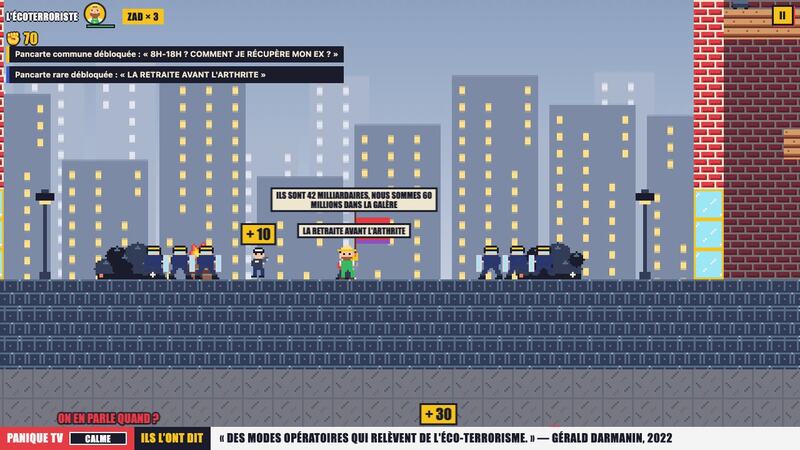 L'ÉCOTERRORISTE
ZAD × 3
70
Pancarte commune débloquée : « 8H-18H ? COMMENT JE RÉCUPÈRE MON EX ? »
Pancarte rare débloquée : « LA RETRAITE AVANT L'ARTHRITE »
ILS SONT 42 MILLIARDAIRES, NOUS SOMMES 60
MILLIONS DANS LA GALÈRE
LA RETRAITE AVANT L'ARTHRITE
+ 10
+ 30
ON EN PARLE QUAND ?
PANIQUE TV
CALME
ILS L'ONT DIT
« DES MODES OPÉRATOIRES QUI RELÈVENT DE L'ÉCO-TERRORISME. » — GÉRALD DARMANIN, 2022